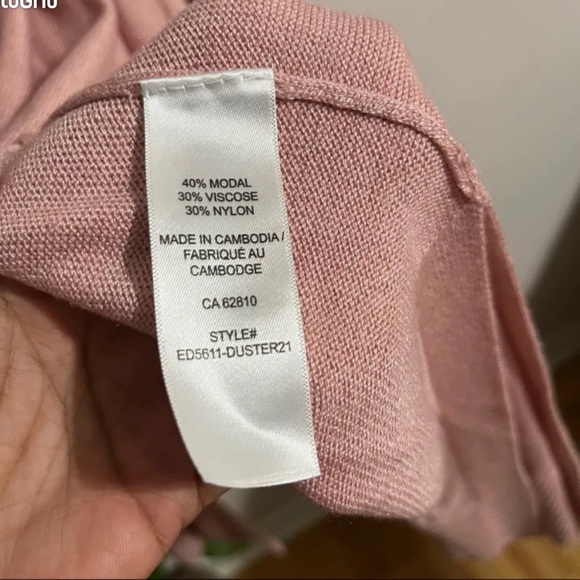 40% MODAL
30% VISCOSE
30% NYLON
MADE IN CAMBODIA /
FABRIQUÉ AU
CAMBODGE
CA 62810
STYLE#
ED5611-DUSTER21